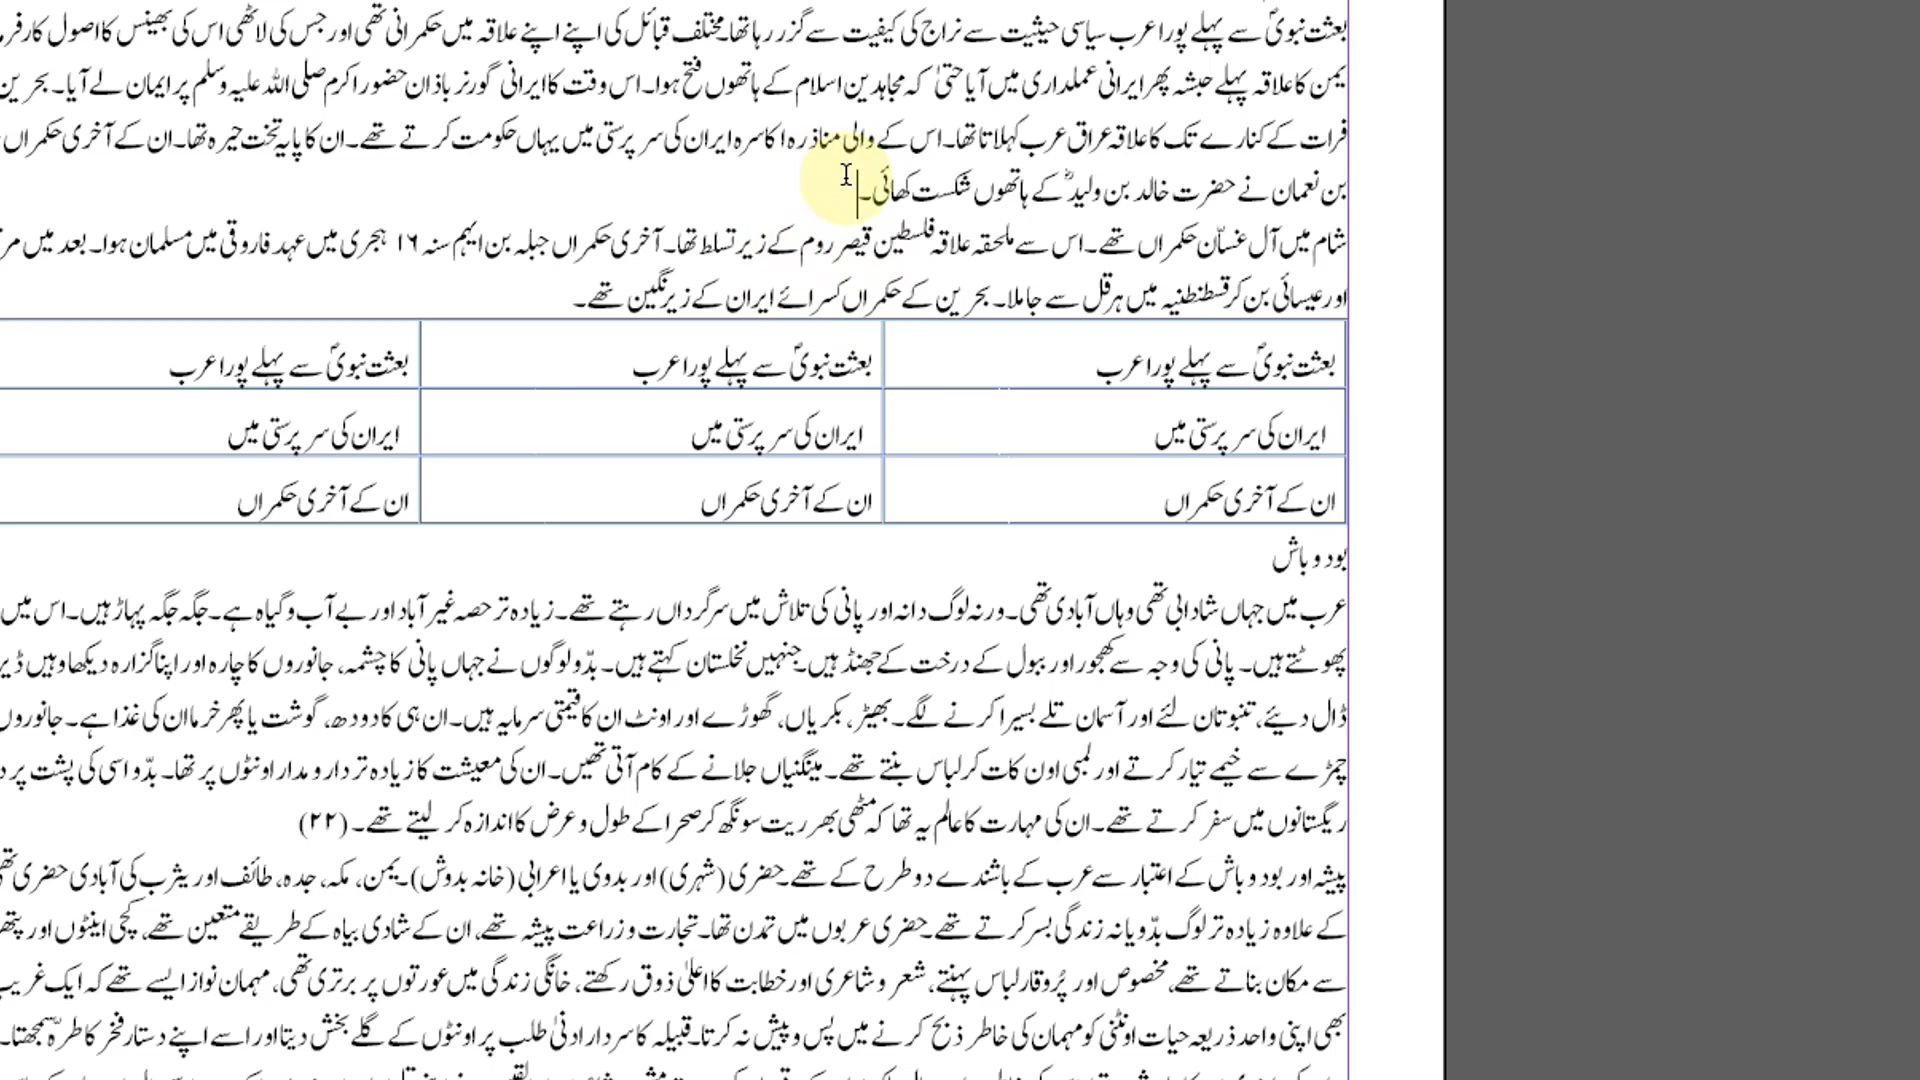 بعثت نبویؐ سے پہلے پورا عرب سیاسی حیثیت سے نراج کی کیفیت سے گزر رہا تھا۔ مختلف قبائل کی اپنے اپنے علاقہ میں حکمرانی تھی اور جس کی لاٹھی اس کی بھینس کا اصول
یمن کا علاقہ پہلے حبشہ پھر ایرانی عملداری میں آیا حتیٰ کہ مجاہدین اسلام کے ہاتھوں فتح ہوا۔ اس وقت کا ایرانی گورنر باذان حضور اکرم صلی اللہ علیہ وسلم پر ایمان لے آیا۔ بحرین
فرات کے کنارے تک کا علاقہ عراق عرب کہلاتا تھا۔ اس کے والی مناذرہ اکاسرہ ایران کی سرپرستی میں یہاں حکومت کرتے تھے۔ ان کا پایہ تخت حیرہ تھا۔ ان کے آخری حکمراں
بن نعمان نے حضرت خالد بن ولیدؓ کے ہاتھوں شکست کھائی۔
شام میں آل غسّان حکمراں تھے۔ اس سے ملحقہ علاقہ فلسطین قیصر روم کے زیر تسلط تھا۔ آخری حکمراں جبلہ بن ایہم سنہ ۱۶ ہجری میں عہد فاروقی میں مسلمان ہوا۔ بعد میں
اور عیسائی بن کر قسطنطنیہ میں ہرقل سے جا ملا۔ بحرین کے حکمراں کسرائے ایران کے زیر نگین تھے۔
بعثت نبویؐ سے پہلے پورا عرب بعثت نبویؐ سے پہلے پورا عرب بعثت نبویؐ سے پہلے پورا عرب
ایران کی سرپرستی میں ایران کی سرپرستی میں ایران کی سرپرستی میں
ان کے آخری حکمراں ان کے آخری حکمراں ان کے آخری حکمراں
بود و باش
عرب میں جہاں شادابی تھی وہاں آبادی تھی۔ ورنہ لوگ دانہ اور پانی کی تلاش میں سرگرداں رہتے تھے۔ زیادہ تر حصہ غیر آباد اور بے آب و گیاہ ہے۔ جگہ جگہ پہاڑ ہیں۔ اس میں
پھوٹتے ہیں۔ پانی کی وجہ سے کھجور اور ببول کے درخت کے جھنڈ ہیں۔ جنہیں نخلستان کہتے ہیں۔ بدّو لوگوں نے جہاں پانی کا چشمہ، جانوروں کا چارہ اور اپنا گزارہ دیکھا وہیں
ڈال دیئے، تنبو تان لئے اور آسمان تلے بسیرا کرنے لگے۔ بھیڑ، بکریاں، گھوڑے اور اونٹ ان کا قیمتی سرمایہ ہیں۔ ان ہی کا دودھ، گوشت یا پھر خرما ان کی غذا ہے۔ جانوروں
چمڑے سے خیمے تیار کرتے اور لمبی اون کات کر لباس بنتے تھے۔ مینگنیاں جلانے کے کام آتی تھیں۔ ان کی معیشت کا زیادہ تر دار و مدار اونٹوں پر تھا۔ بدّو اسی کی پشت پر
ریگستانوں میں سفر کرتے تھے۔ ان کی مہارت کا عالم یہ تھا کہ مٹھی بھر ریت سونگھ کر صحرا کے طول و عرض کا اندازہ کر لیتے تھے۔ (۲۲)
پیشہ اور بود و باش کے اعتبار سے عرب کے باشندے دو طرح کے تھے۔ حضری (شہری) اور بدوی یا اعرابی (خانہ بدوش)۔ یمن، مکہ، جدہ، طائف اور یثرب کی آبادی حضری
کے علاوہ زیادہ تر لوگ بدّویانہ زندگی بسر کرتے تھے۔ حضری عربوں میں تمدن تھا۔ تجارت و زراعت پیشہ تھے، ان کے شادی بیاہ کے طریقے متعین تھے، کچی اینٹوں اور
سے مکان بناتے تھے، مخصوص اور پُروقار لباس پہنتے، شعر و شاعری اور خطابت کا اعلیٰ ذوق رکھتے، خانگی زندگی میں عورتوں پر برتری تھی، مہمان نواز ایسے تھے کہ ایک غریب
بھی اپنی واحد ذریعہ حیات اونٹنی کو مہمان کی خاطر ذبح کرنے میں پس و پیش نہ کرتا۔ قبیلہ کا سردار ادنیٰ طلب پر اونٹوں کے گلے بخش دیتا اور اسے اپنے دستار فخر کا طرہّ سمجھتا۔